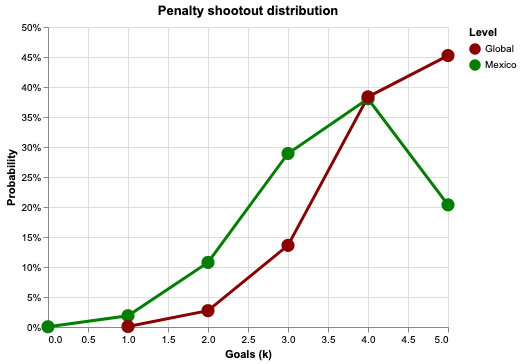 Penalty shootout distribution
Level
Global
Mexico
Probability
50%
45%
40%
35%
30%
25%
20%
15%
10%
5%
0%
0.0 0.5 1.0 1.5 2.0 2.5 3.0 3.5 4.0 4.5 5.0
Goals (k)